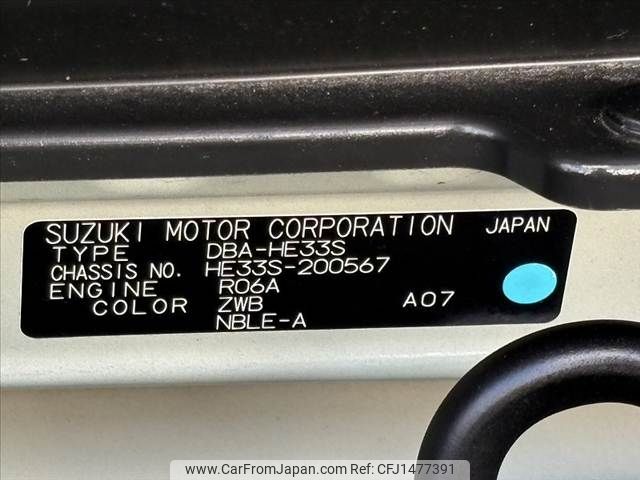 SUZUKI MOTOR CORPORATION JAPAN
TYPE DBA-HE33S
CHASSIS NO. HE33S-200567
ENGINE R06A
COLOR ZWB A07
NBLE-A
www.CarFromJapan.com CFJ1477391